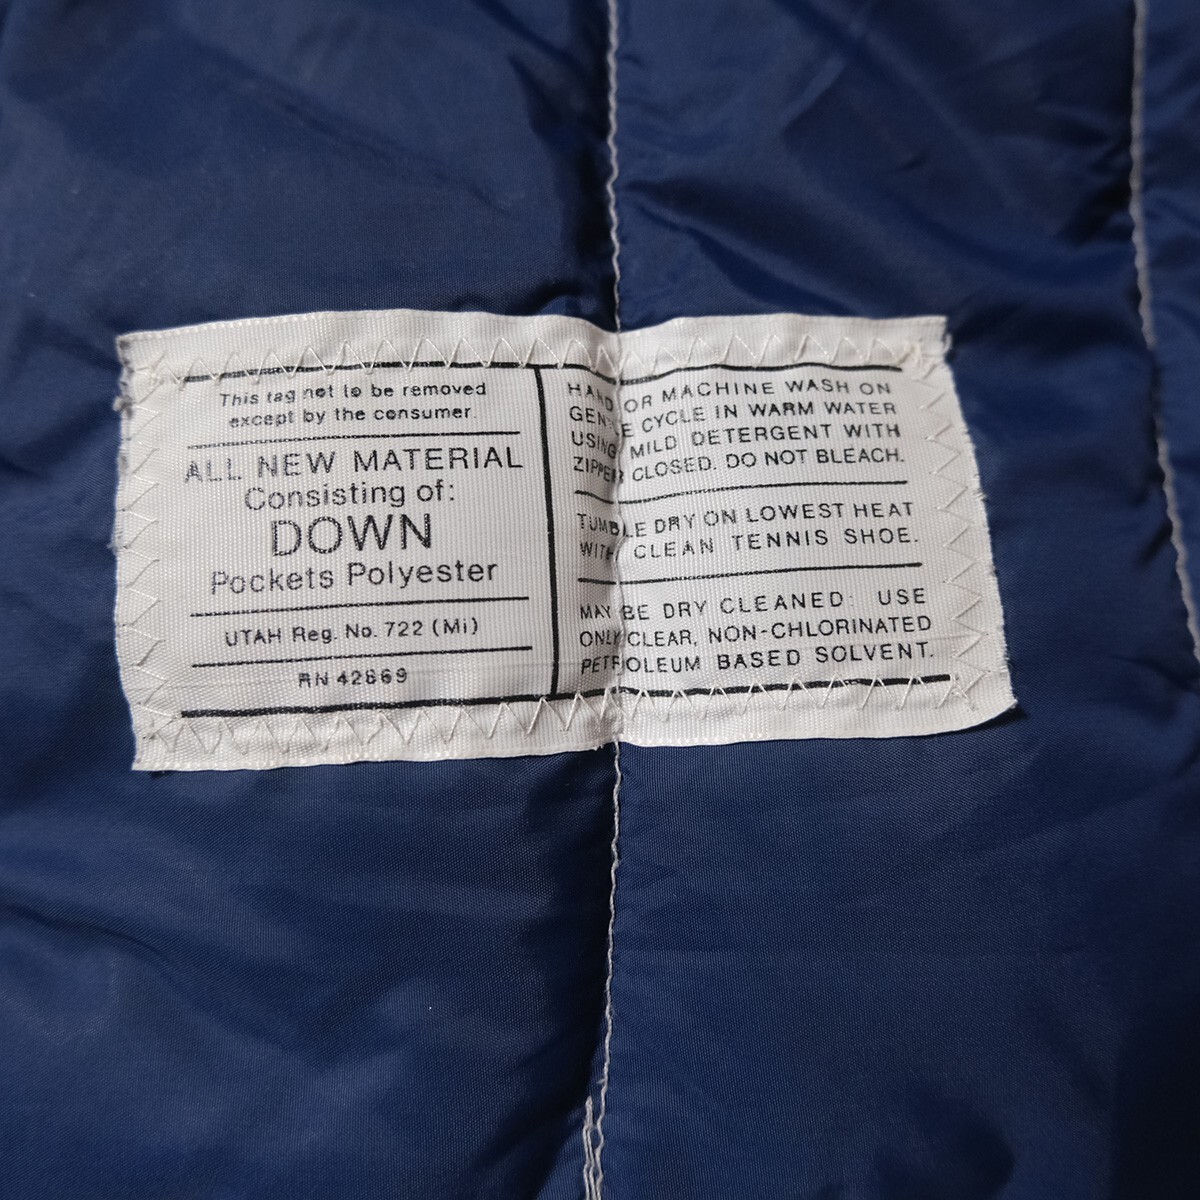 This tag not to be removed
except by the consumer.
ALL NEW MATERIAL
Consisting of:
DOWN
Pockets Polyester
UTAH Reg. No. 722 (Mi)
RN 42869
HAND OR MACHINE WASH ON
GENTLE CYCLE IN WARM WATER
USING MILD DETERGENT WITH
ZIPPER CLOSED. DO NOT BLEACH.
TUMBLE DRY ON LOWEST HEAT
WITH CLEAN TENNIS SHOE.
MAY BE DRY CLEANED: USE
ONLY CLEAR, NON-CHLORINATED
PETROLEUM BASED SOLVENT.